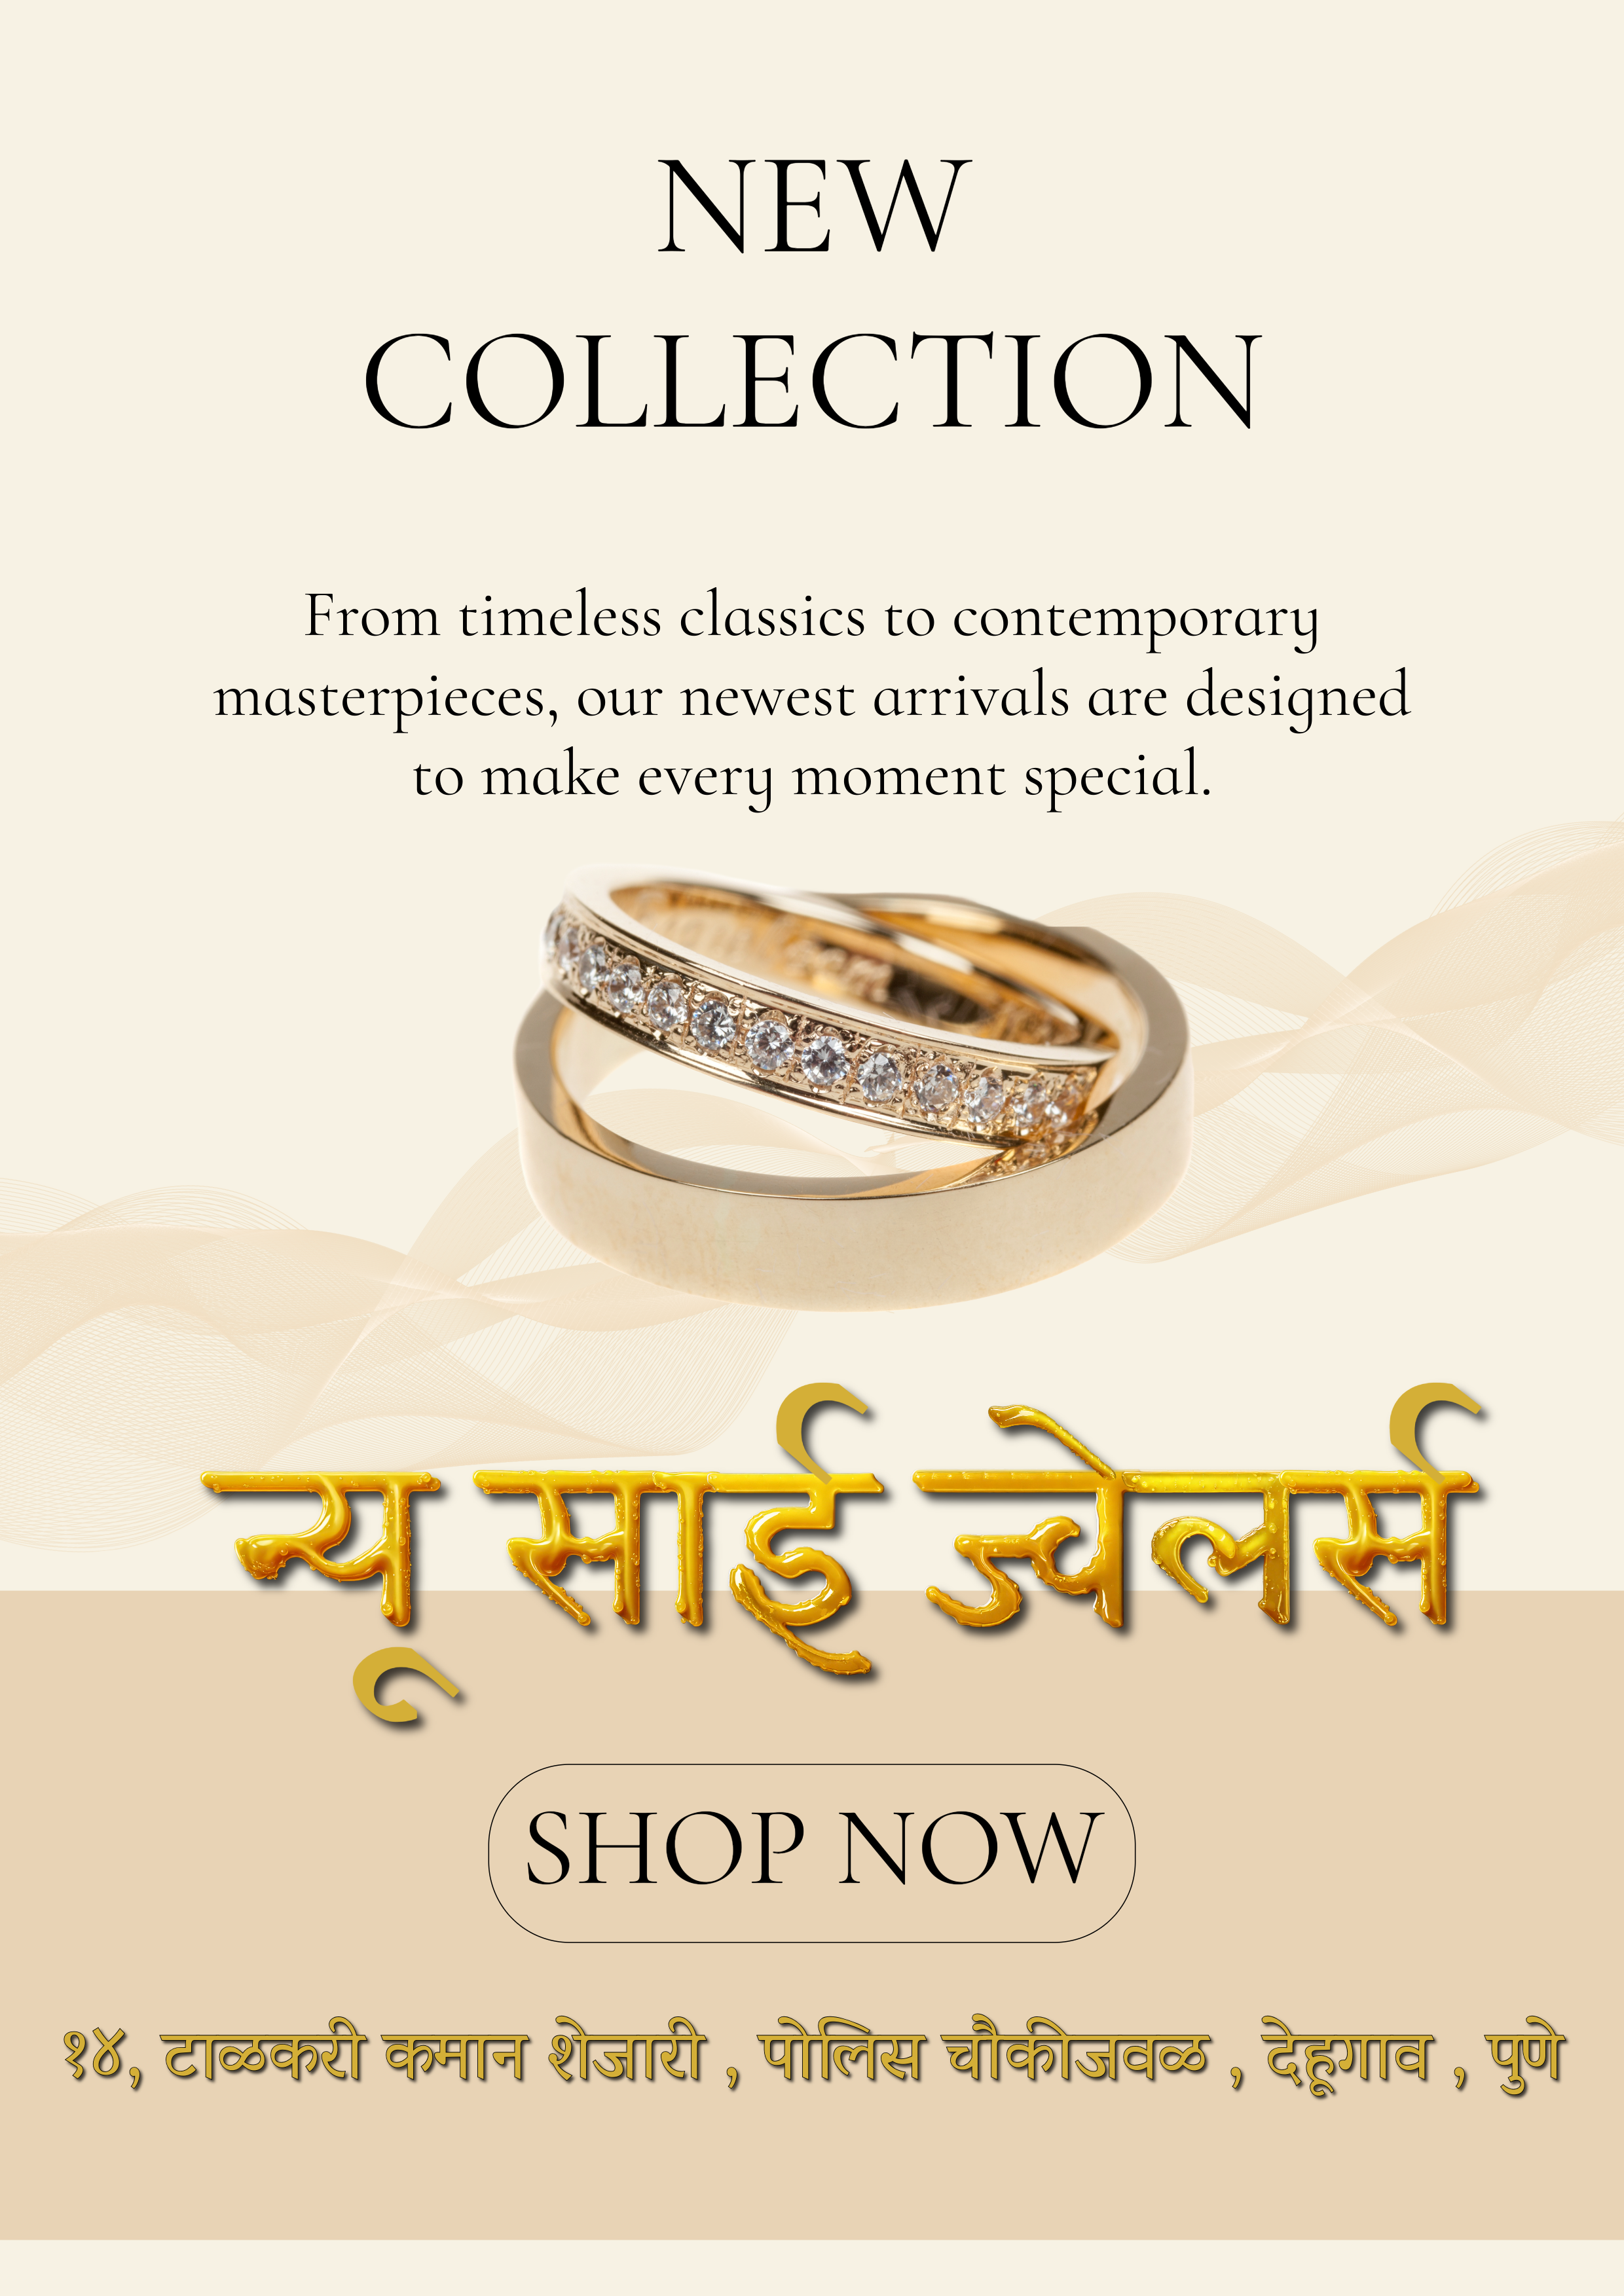 NEW
COLLECTION
From timeless classics to contemporary
masterpieces, our newest arrivals are designed
to make every moment special.
न्यू साई ज्वेलर्स
SHOP NOW
१४, टाळकरी कमान शेजारी , पोलिस चौकीजवळ , देहूगाव , पुणे